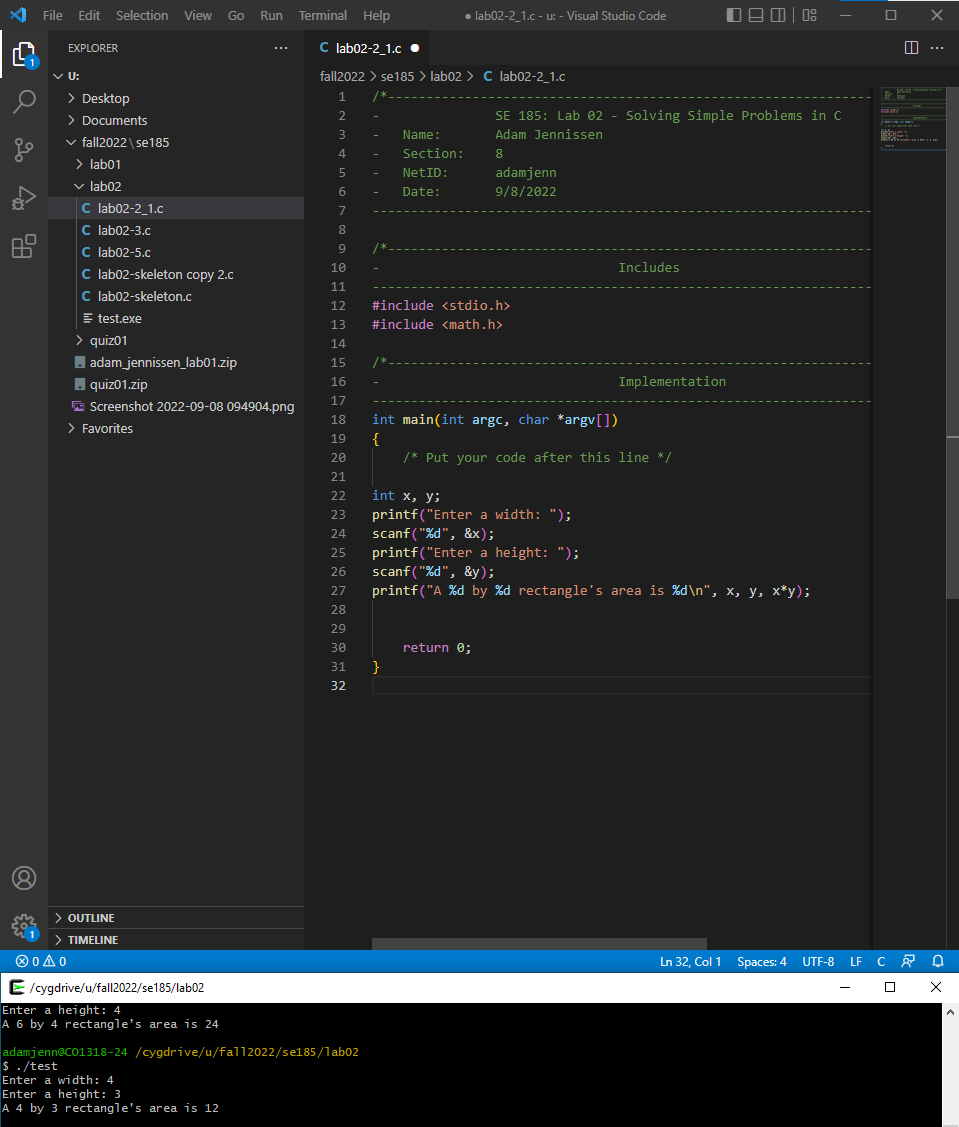 File Edit Selection View Go Run Terminal Help ● lab02-2_1.c - u: - Visual Studio Code
EXPLORER ···
1
U:
Desktop
Documents
fall2022\se185
lab01
lab02
C lab02-2_1.c
C lab02-3.c
C lab02-5.c
C lab02-skeleton copy 2.c
C lab02-skeleton.c
test.exe
quiz01
adam_jennissen_lab01.zip
quiz01.zip
Screenshot 2022-09-08 094904.png
Favorites
OUTLINE
TIMELINE
1
C lab02-2_1.c ●
fall2022 > se185 > lab02 > C lab02-2_1.c
1 /*---------------------------------------------------------------
2 - SE 185: Lab 02 - Solving Simple Problems in C
3 - Name: Adam Jennissen
4 - Section: 8
5 - NetID: adamjenn
6 - Date: 9/8/2022
7 -----------------------------------------------------------------
8
9 /*---------------------------------------------------------------
10 - Includes
11 -----------------------------------------------------------------
12 #include <stdio.h>
13 #include <math.h>
14
15 /*---------------------------------------------------------------
16 - Implementation
17 -----------------------------------------------------------------
18 int main(int argc, char *argv[])
19 {
20 /* Put your code after this line */
21
22 int x, y;
23 printf("Enter a width: ");
24 scanf("%d", &x);
25 printf("Enter a height: ");
26 scanf("%d", &y);
27 printf("A %d by %d rectangle's area is %d\n", x, y, x*y);
28
29
30 return 0;
31 }
32
0 0 Ln 32, Col 1 Spaces: 4 UTF-8 LF C
/cygdrive/u/fall2022/se185/lab02
Enter a height: 4
A 6 by 4 rectangle's area is 24
adamjenn@CO1318-24 /cygdrive/u/fall2022/se185/lab02
$ ./test
Enter a width: 4
Enter a height: 3
A 4 by 3 rectangle's area is 12